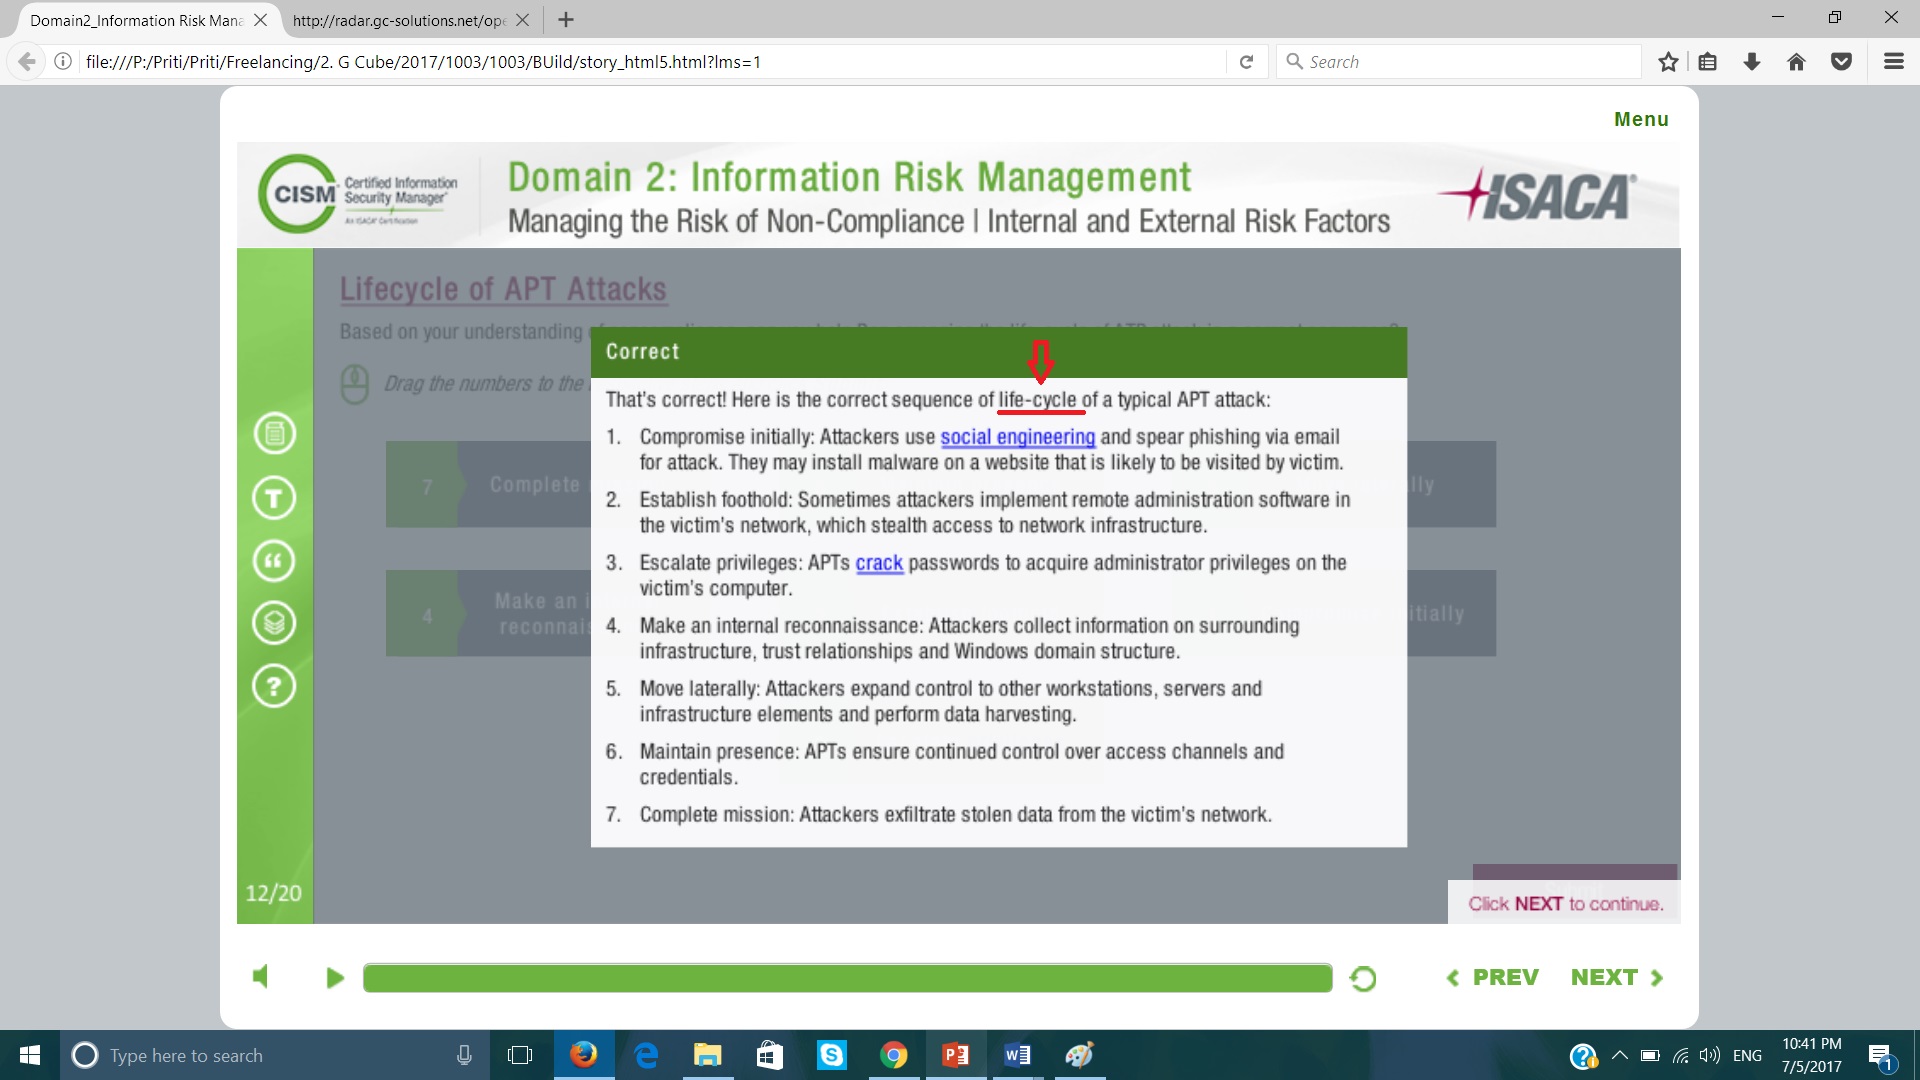 Domain2_Information Risk Mana
http://radar.gc-solutions.net/ope
file:///P:/Priti/Priti/Freelancing/2. G Cube/2017/1003/1003/BUild/story_html5.html?lms=1
Search
Menu
CISM Certified Information
Security Manager
An ISACA Certification
Domain 2: Information Risk Management
Managing the Risk of Non-Compliance | Internal and External Risk Factors
ISACA
Lifecycle of APT Attacks
Based on your understanding
Drag the numbers to the
Correct
That's correct! Here is the correct sequence of life-cycle of a typical APT attack:
1. Compromise initially: Attackers use social engineering and spear phishing via email
for attack. They may install malware on a website that is likely to be visited by victim.
2. Establish foothold: Sometimes attackers implement remote administration software in
the victim's network, which stealth access to network infrastructure.
3. Escalate privileges: APTs crack passwords to acquire administrator privileges on the
victim's computer.
4. Make an internal reconnaissance: Attackers collect information on surrounding
infrastructure, trust relationships and Windows domain structure.
5. Move laterally: Attackers expand control to other workstations, servers and
infrastructure elements and perform data harvesting.
6. Maintain presence: APTs ensure continued control over access channels and
credentials.
7. Complete mission: Attackers exfiltrate stolen data from the victim's network.
7 Complete
4 Make an
12/20
Click NEXT to continue.
PREV
NEXT
Type here to search
ENG
10:41 PM
7/5/2017
1